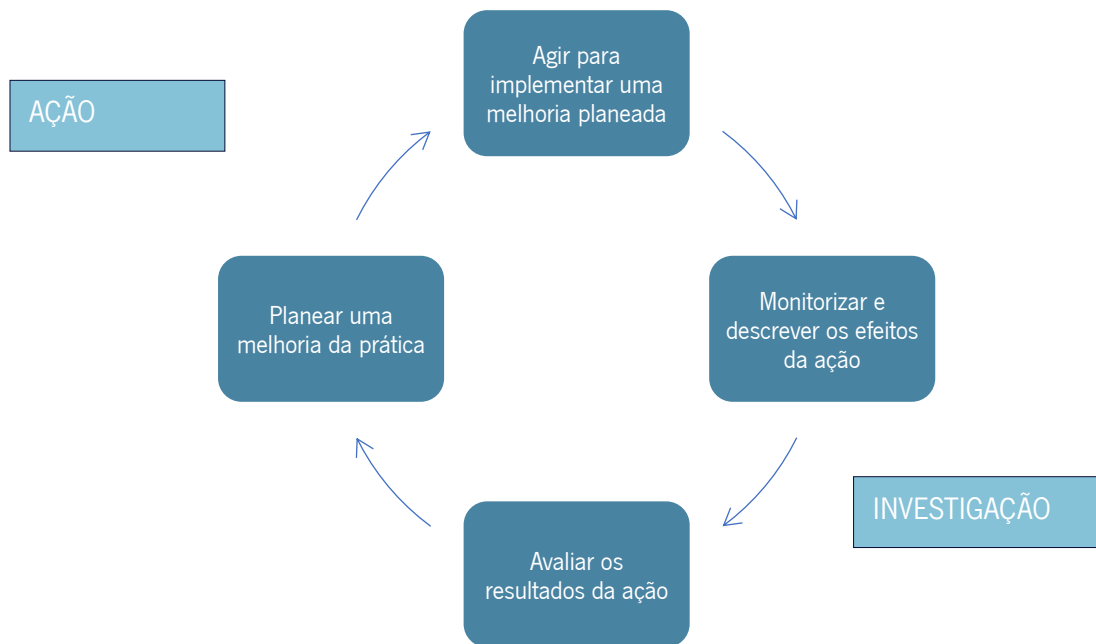 Agir para
implementar uma
melhoria planeada
AÇÃO
Planear uma
melhoria da prática
Monitorizar e
descrever os efeitos
da ação
INVESTIGAÇÃO
Avaliar os
resultados da ação